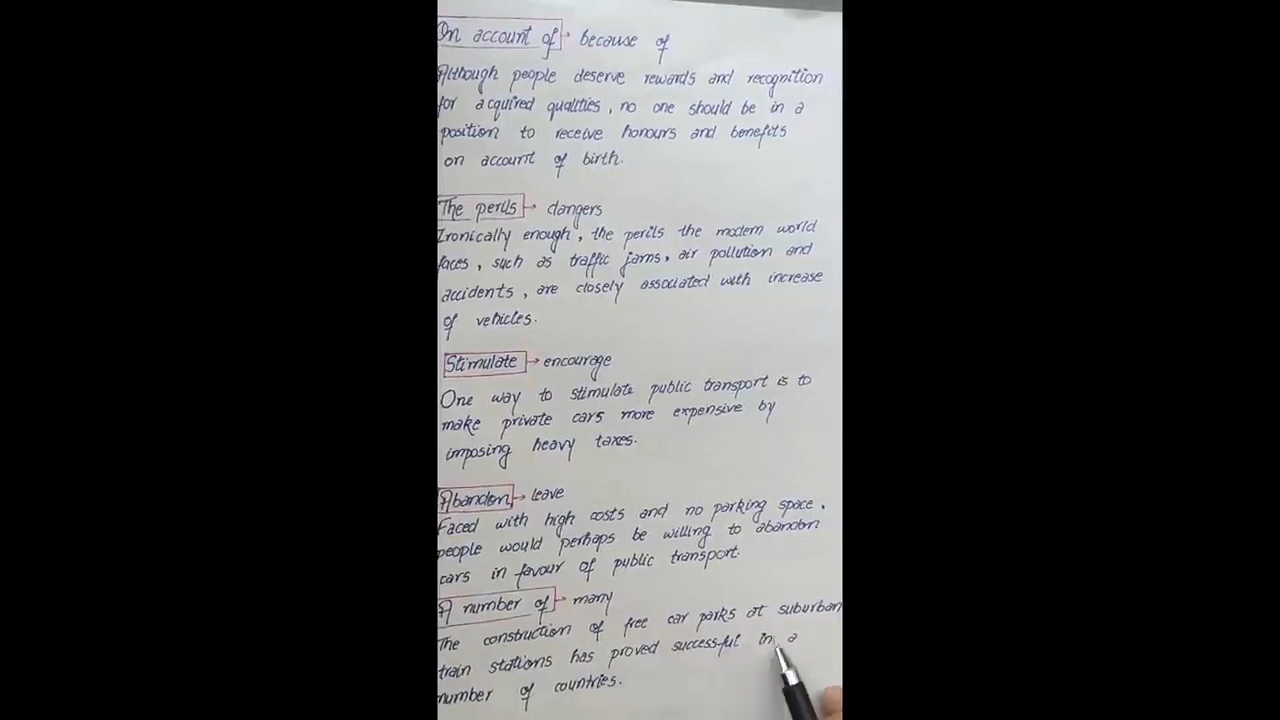 On account of → because of
Although people deserve rewards and recognition
for acquired qualities, no one should be in a
position to receive honours and benefits
on account of birth.
The perils → dangers
Ironically enough, the perils the modern world
faces, such as traffic jams, air pollution and
accidents, are closely associated with increase
of vehicles.
Stimulate → encourage
One way to stimulate public transport is to
make private cars more expensive by
imposing heavy taxes.
Abandon → leave
Faced with high costs and no parking space,
people would perhaps be willing to abandon
cars in favour of public transport.
A number of → many
The construction of free car parks at suburban
train stations has proved successful in a
number of countries.